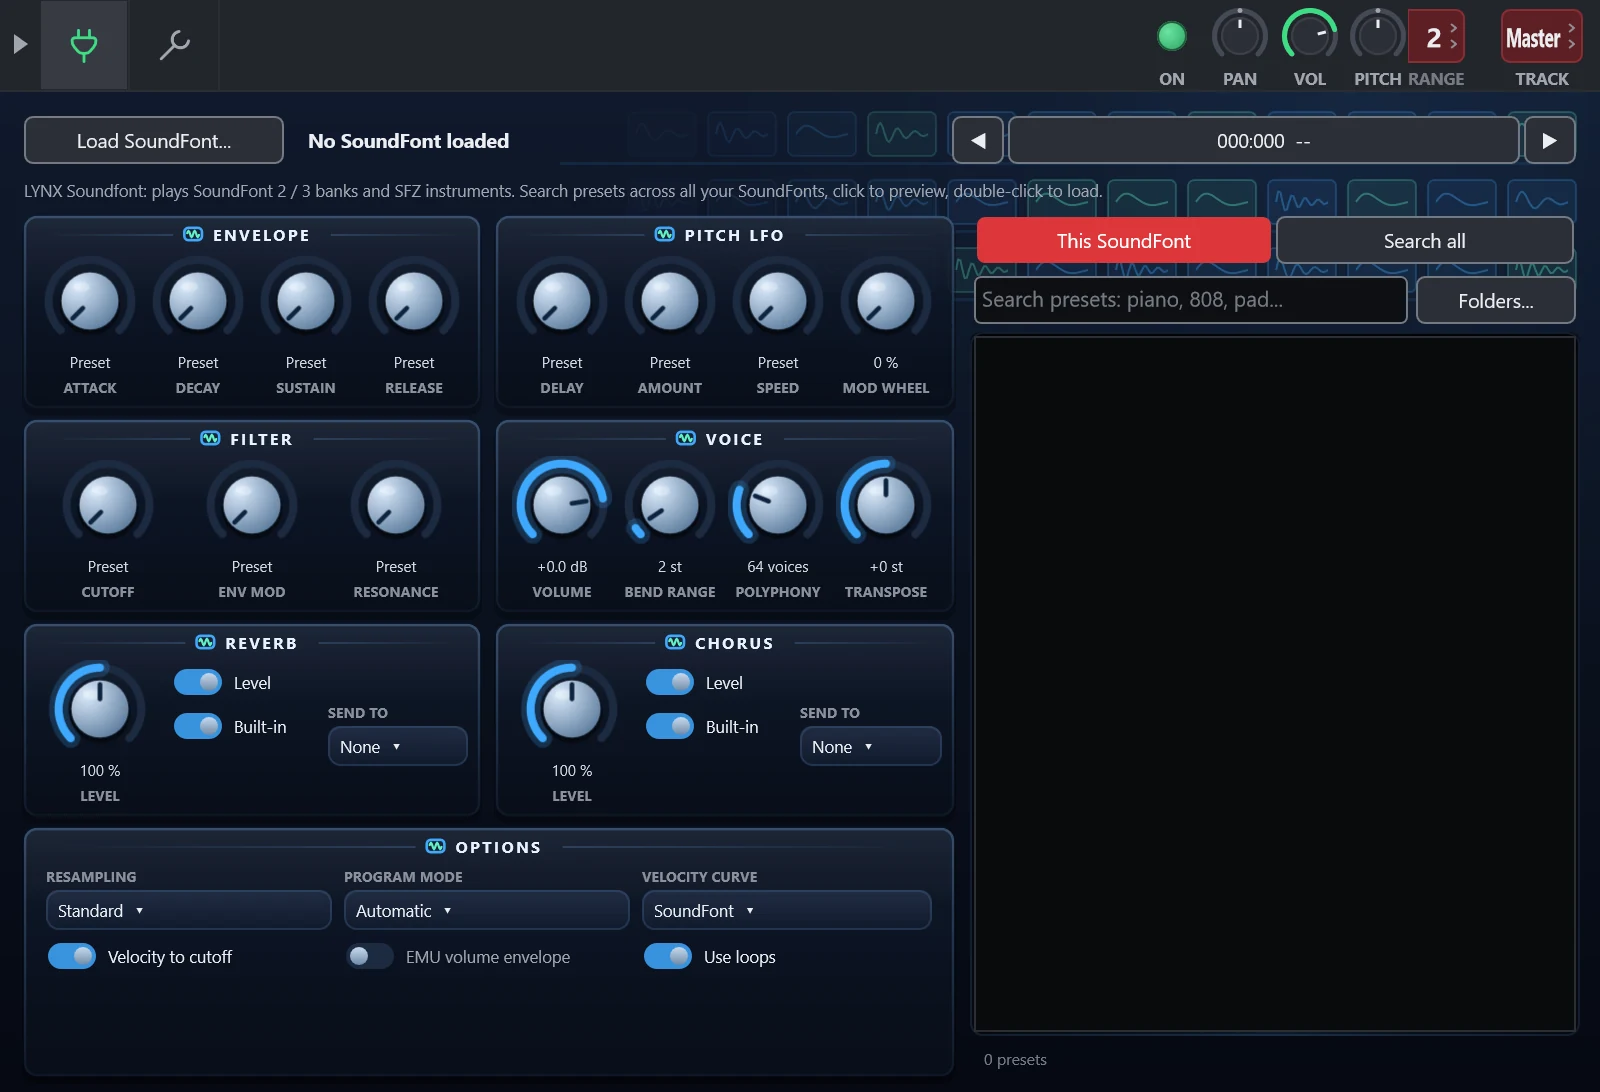 ON
PAN
VOL
PITCH
2
RANGE
Master
TRACK
Load SoundFont...
No SoundFont loaded
000:000 --
LYNX Soundfont: plays SoundFont 2 / 3 banks and SFZ instruments. Search presets across all your SoundFonts, click to preview, double-click to load.
ENVELOPE
Preset Preset Preset Preset
ATTACK DECAY SUSTAIN RELEASE
PITCH LFO
Preset Preset Preset 0 %
DELAY AMOUNT SPEED MOD WHEEL
This SoundFont
Search all
Search presets: piano, 808, pad...
Folders...
FILTER
Preset Preset Preset
CUTOFF ENV MOD RESONANCE
VOICE
+0.0 dB 2 st 64 voices +0 st
VOLUME BEND RANGE POLYPHONY TRANSPOSE
REVERB
Level
Built-in
SEND TO
None
100 %
LEVEL
CHORUS
Level
Built-in
SEND TO
None
100 %
LEVEL
OPTIONS
RESAMPLING PROGRAM MODE VELOCITY CURVE
Standard Automatic SoundFont
Velocity to cutoff EMU volume envelope Use loops
0 presets